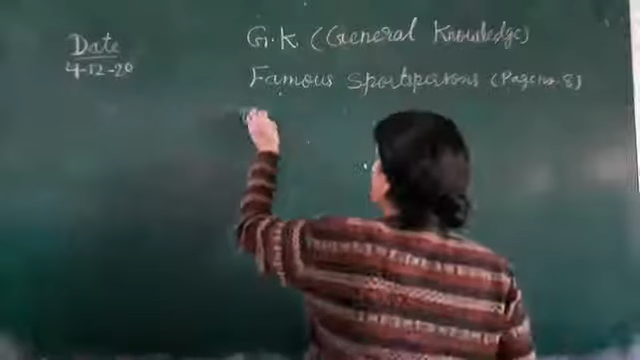 Date
4-12-20
G.K (General Knowledge)
Famous Sportspersons (Page no. 8)